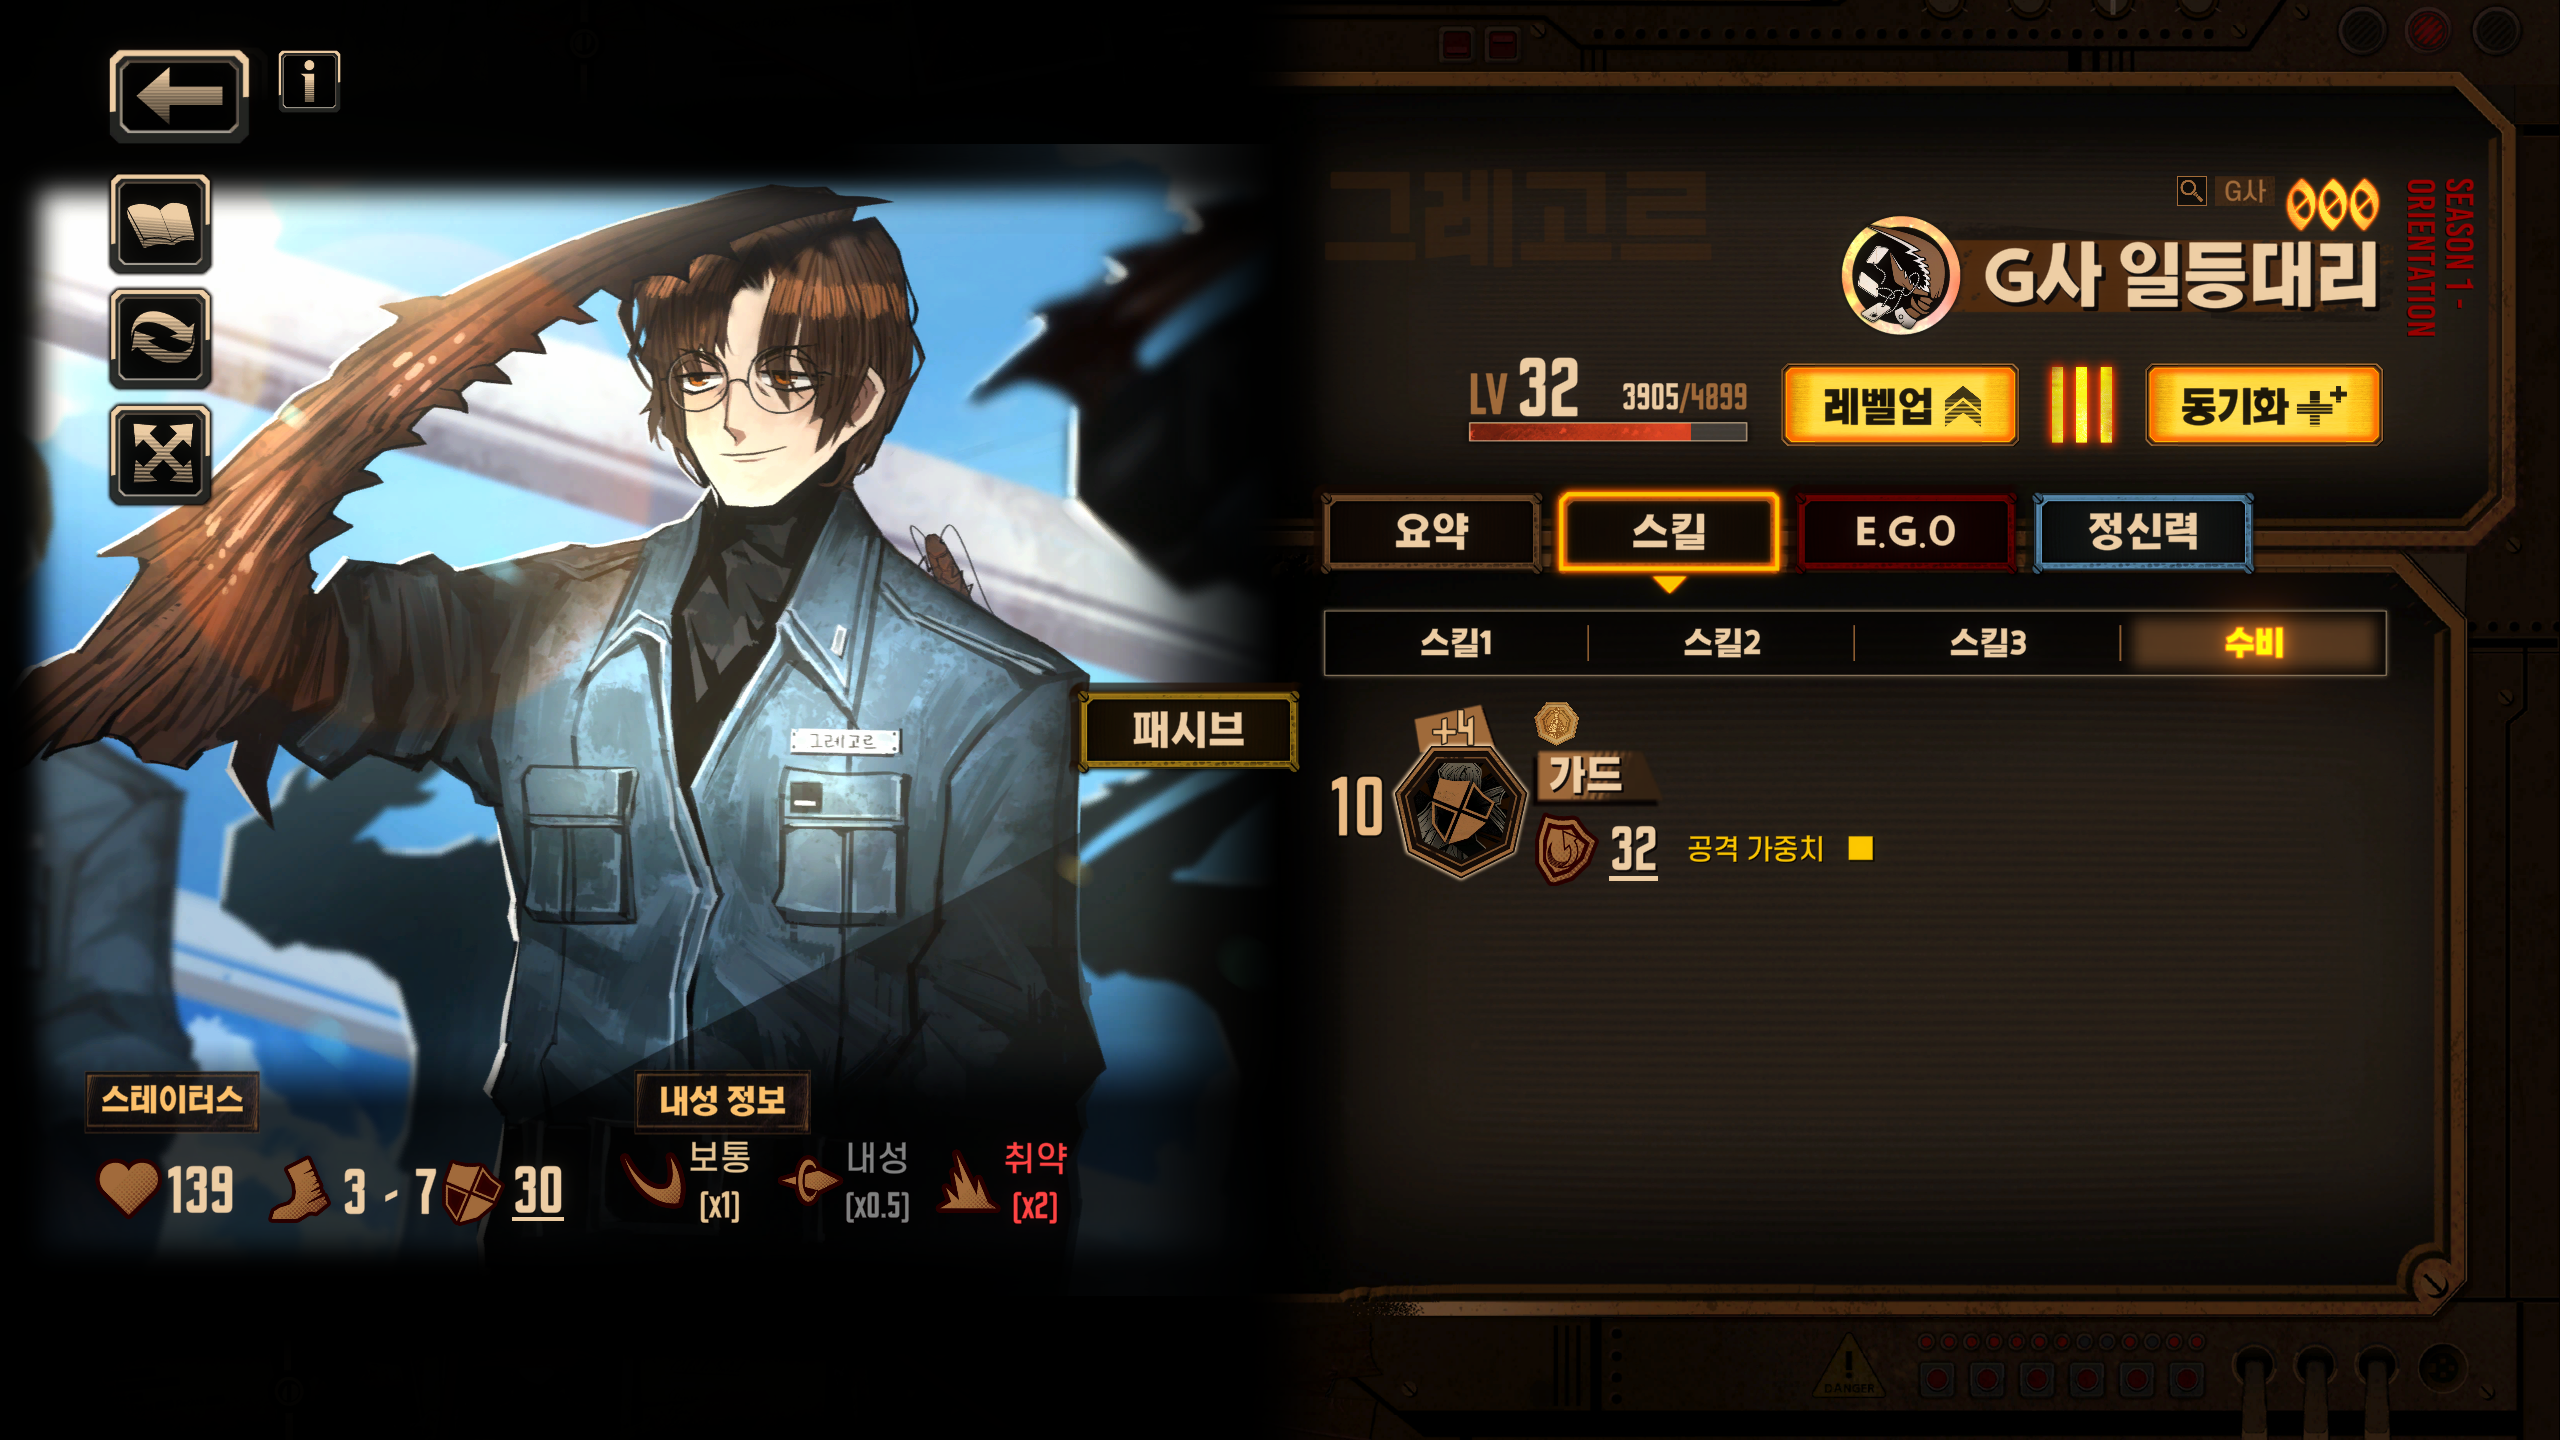 그레고르
G사
G사 일등대리
SEASON 1 -
ORIENTATION
LV 32 3905/4899
레벨업
동기화
요약 스킬 E.G.O 정신력
스킬1 스킬2 스킬3 수비
그레고르
패시브
+4
10
가드
32 공격 가중치
스테이터스
내성 정보
139 3 - 7 30
보통 내성 취약
[x1] [x0.5] [x2]
DANGER